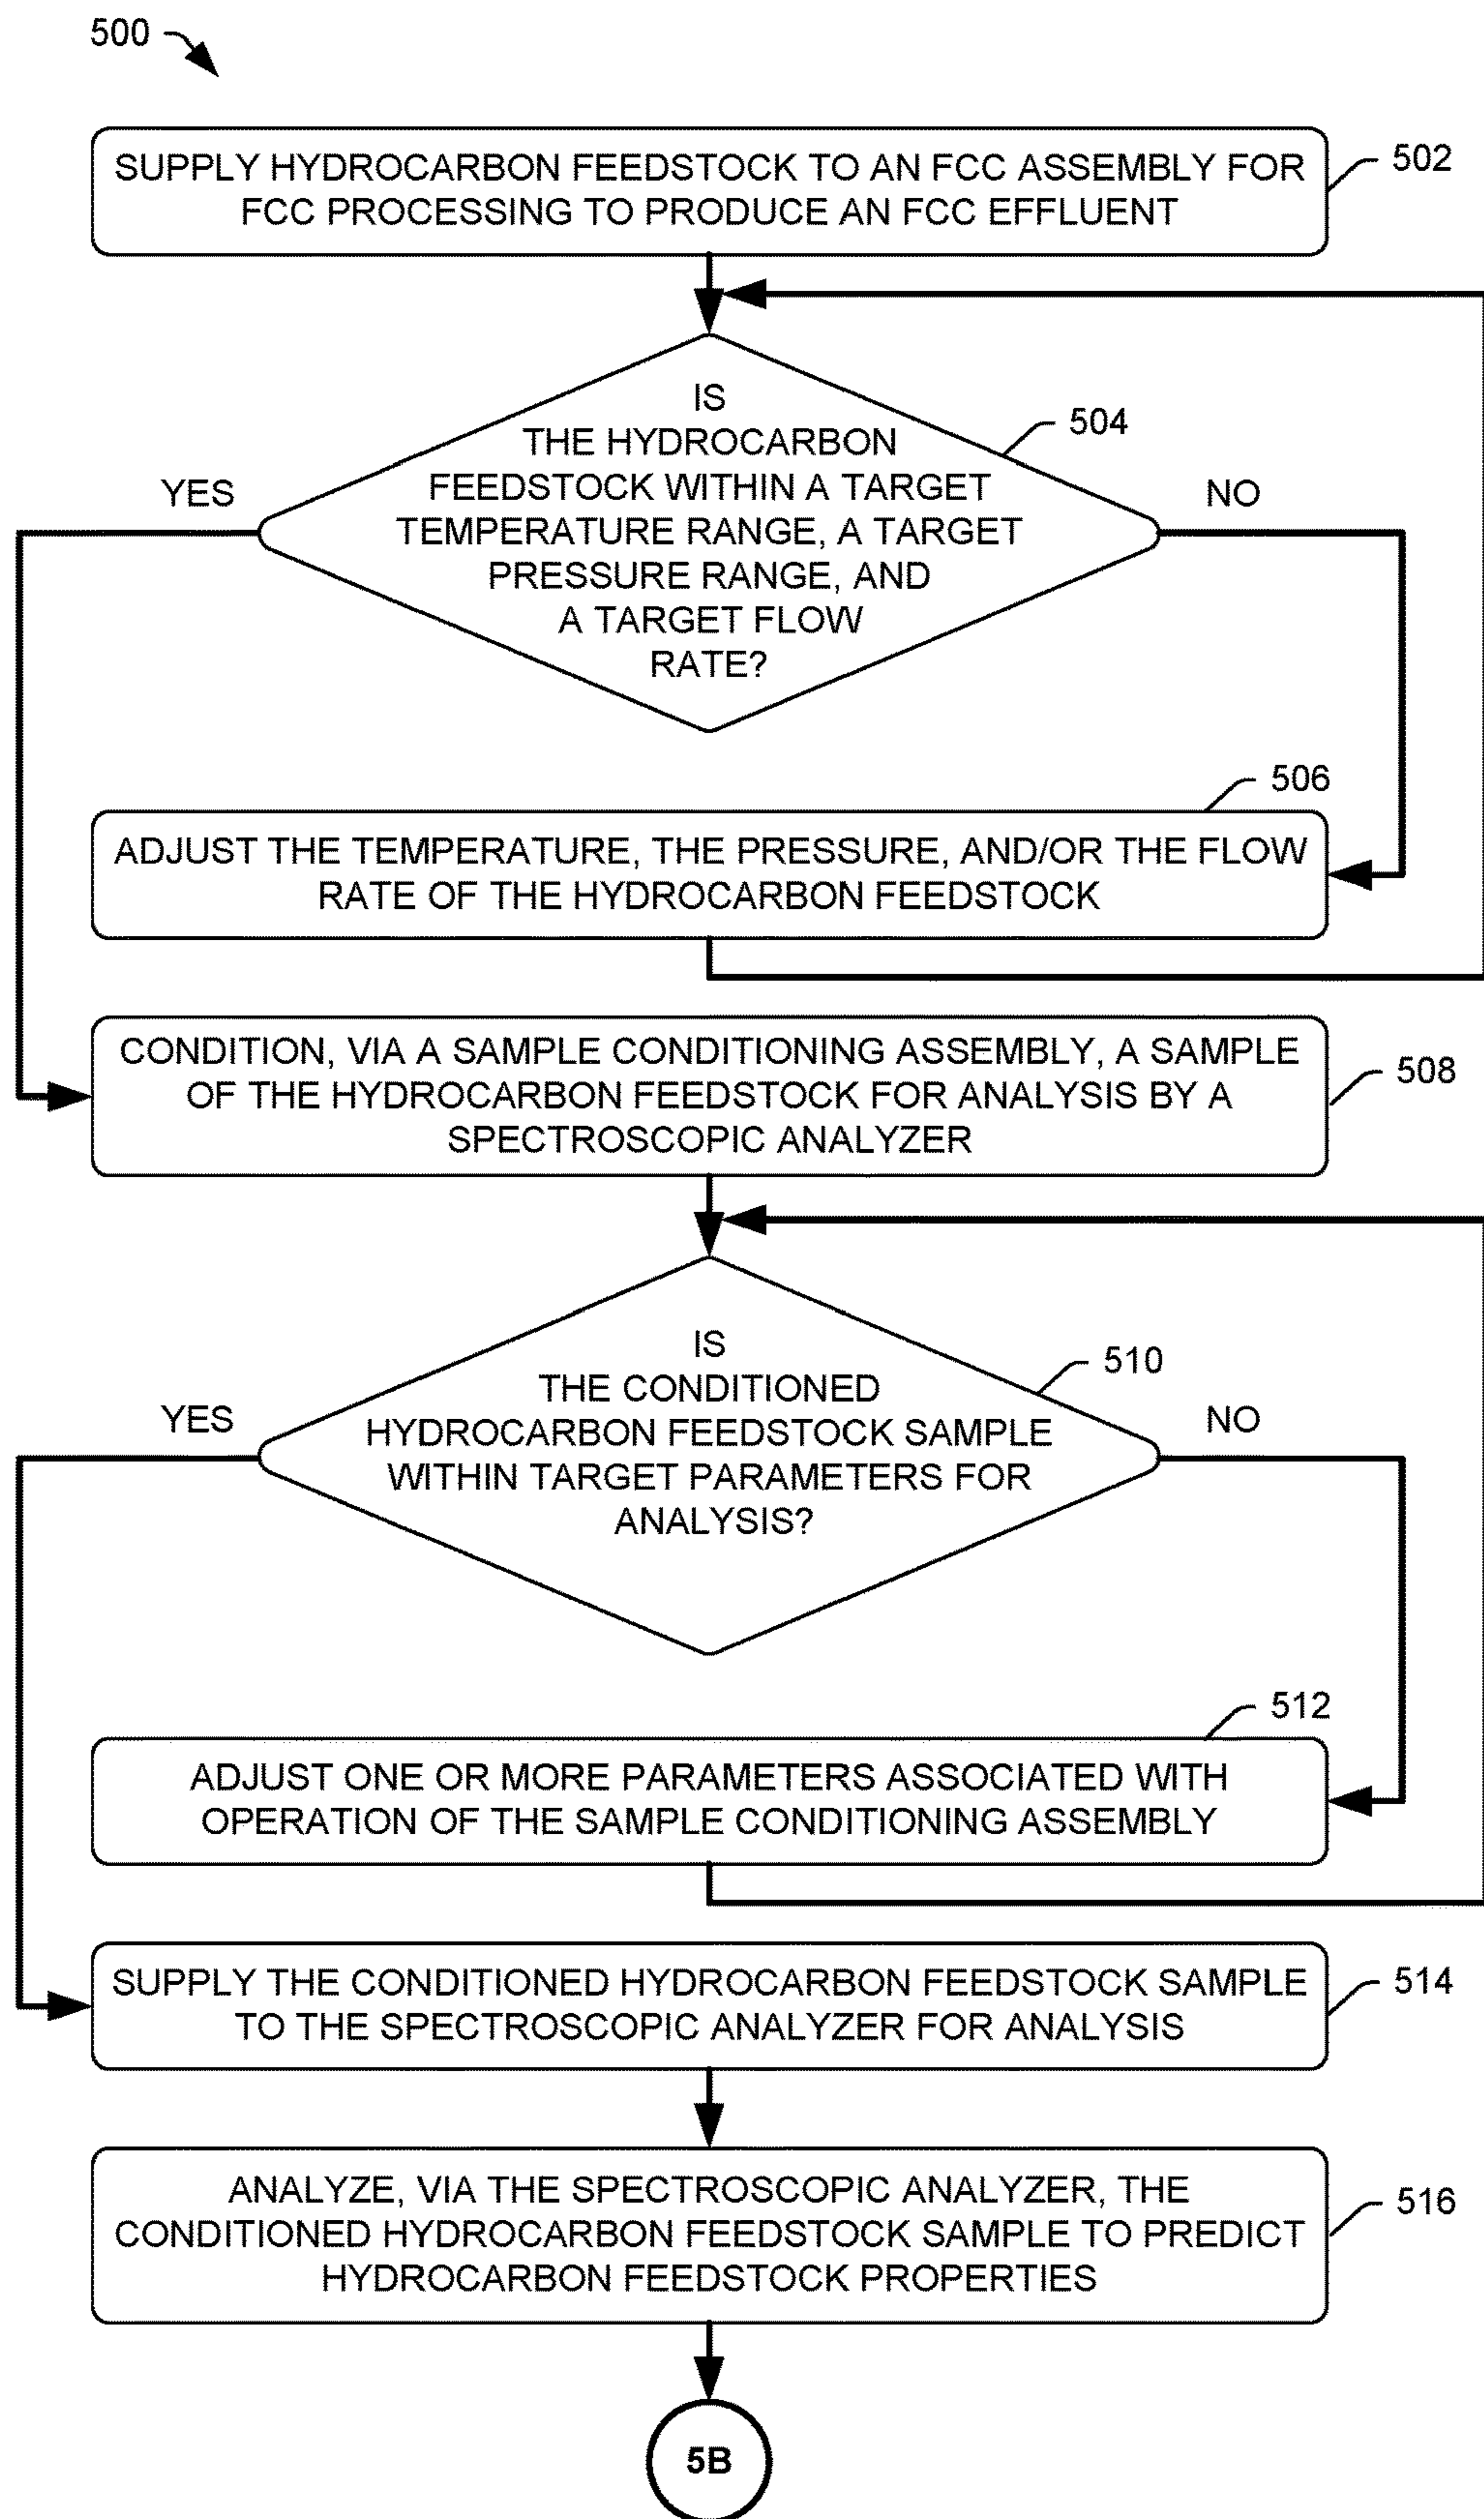 500
SUPPLY HYDROCARBON FEEDSTOCK TO AN FCC ASSEMBLY FOR
FCC PROCESSING TO PRODUCE AN FCC EFFLUENT
502
IS
THE HYDROCARBON
FEEDSTOCK WITHIN A TARGET
TEMPERATURE RANGE, A TARGET
PRESSURE RANGE, AND
A TARGET FLOW
RATE?
504
YES
NO
506
ADJUST THE TEMPERATURE, THE PRESSURE, AND/OR THE FLOW
RATE OF THE HYDROCARBON FEEDSTOCK
CONDITION, VIA A SAMPLE CONDITIONING ASSEMBLY, A SAMPLE
OF THE HYDROCARBON FEEDSTOCK FOR ANALYSIS BY A
SPECTROSCOPIC ANALYZER
508
IS
THE CONDITIONED
HYDROCARBON FEEDSTOCK SAMPLE
WITHIN TARGET PARAMETERS FOR
ANALYSIS?
510
YES
NO
512
ADJUST ONE OR MORE PARAMETERS ASSOCIATED WITH
OPERATION OF THE SAMPLE CONDITIONING ASSEMBLY
SUPPLY THE CONDITIONED HYDROCARBON FEEDSTOCK SAMPLE
TO THE SPECTROSCOPIC ANALYZER FOR ANALYSIS
514
ANALYZE, VIA THE SPECTROSCOPIC ANALYZER, THE
CONDITIONED HYDROCARBON FEEDSTOCK SAMPLE TO PREDICT
HYDROCARBON FEEDSTOCK PROPERTIES
516
5B